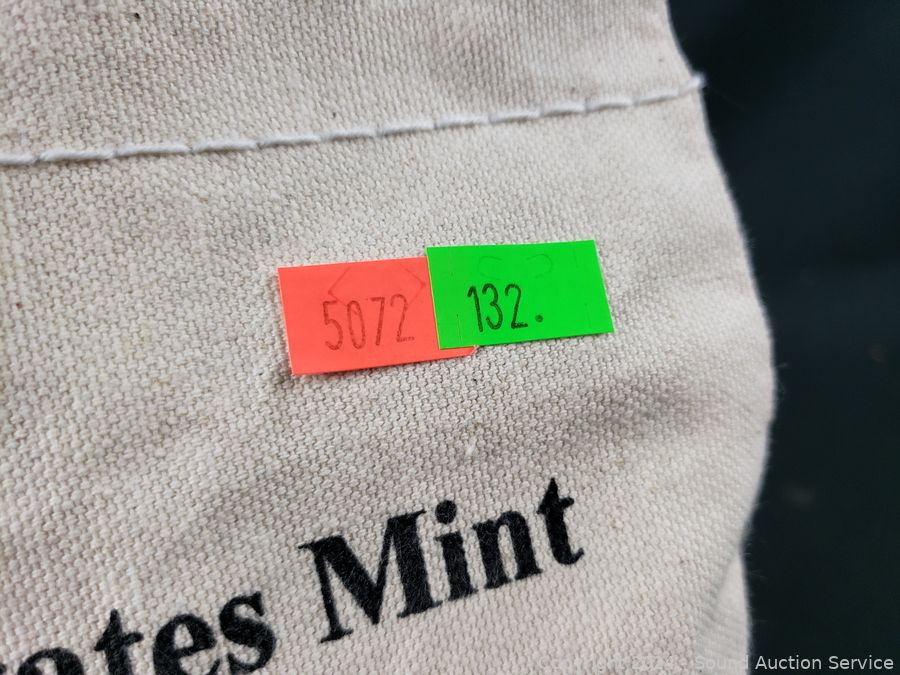 5072
132.
ates Mint
Copyright 2024 - Sound Auction Service